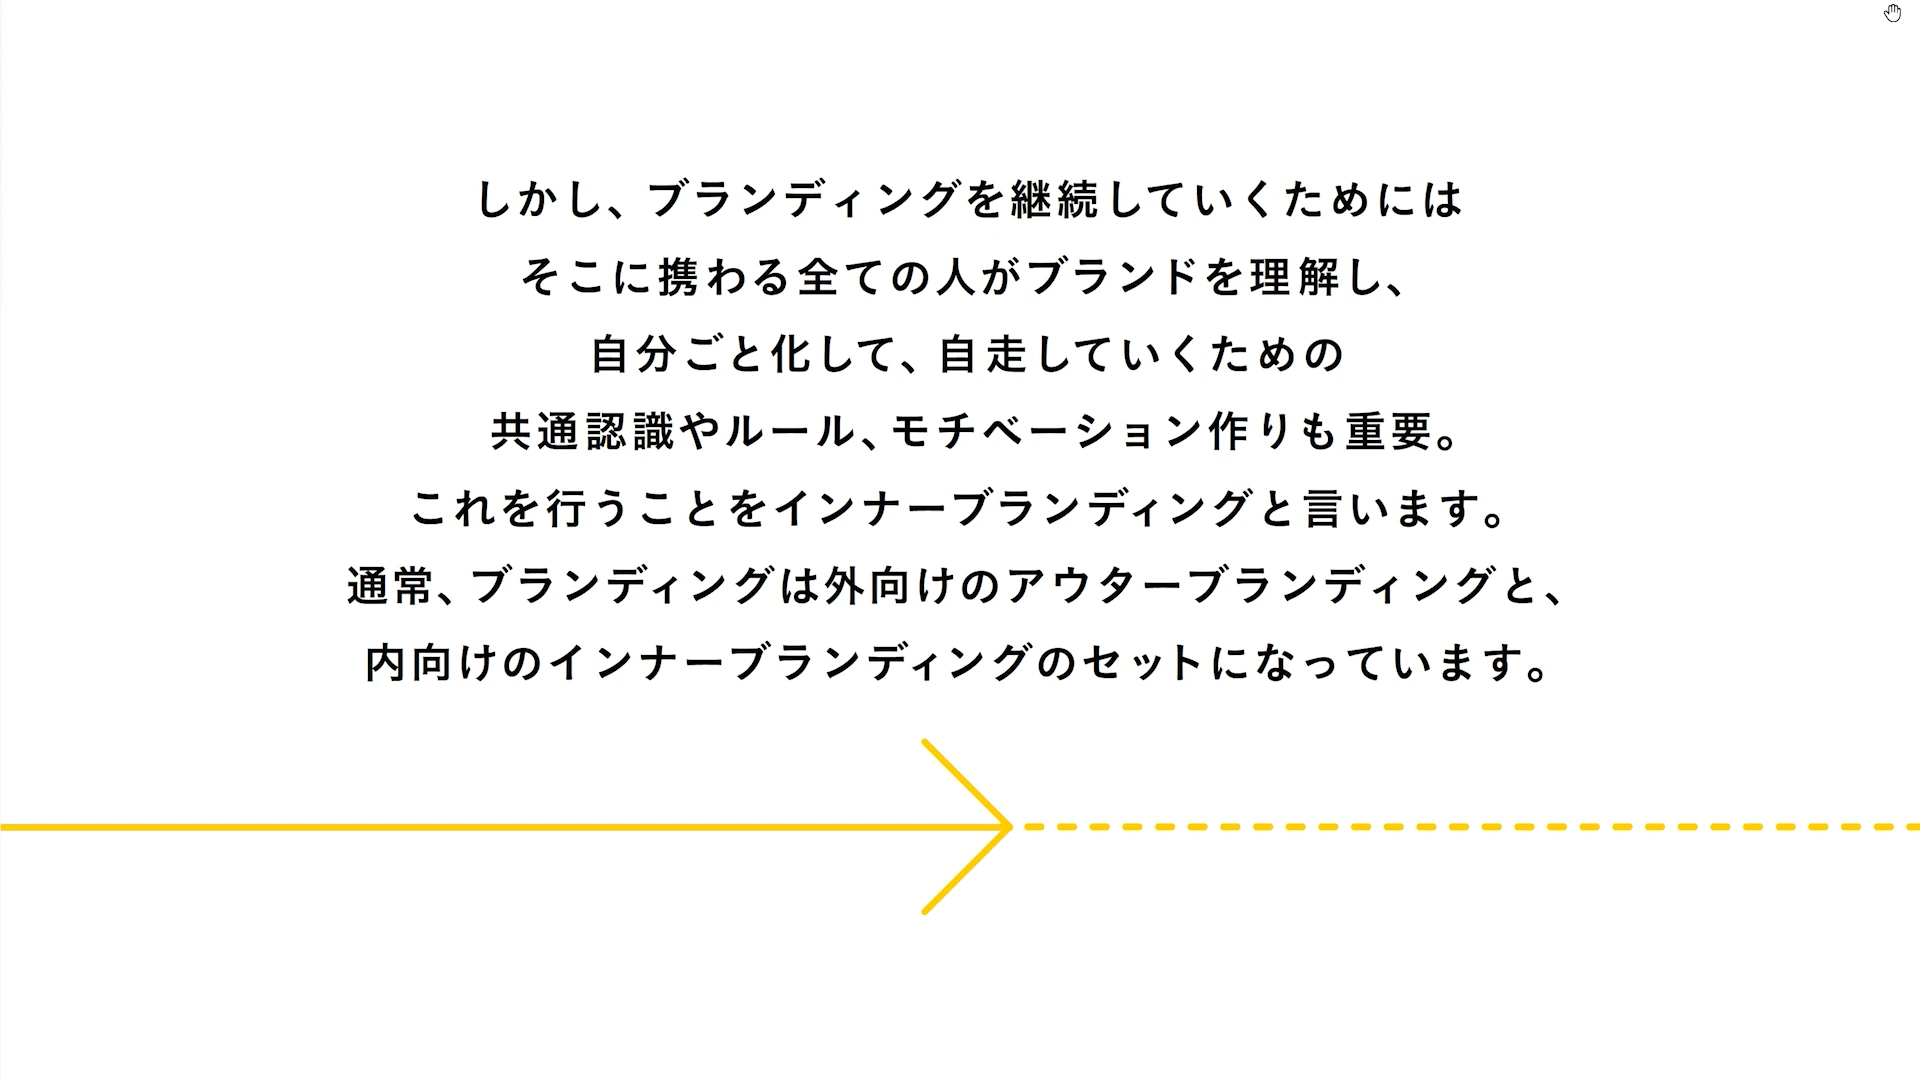 しかし、ブランディングを継続していくためには
そこに携わる全ての人がブランドを理解し、
自分ごと化して、自走していくための
共通認識やルール、モチベーション作りも重要。
これを行うことをインナーブランディングと言います。
通常、ブランディングは外向けのアウターブランディングと、
内向けのインナーブランディングのセットになっています。